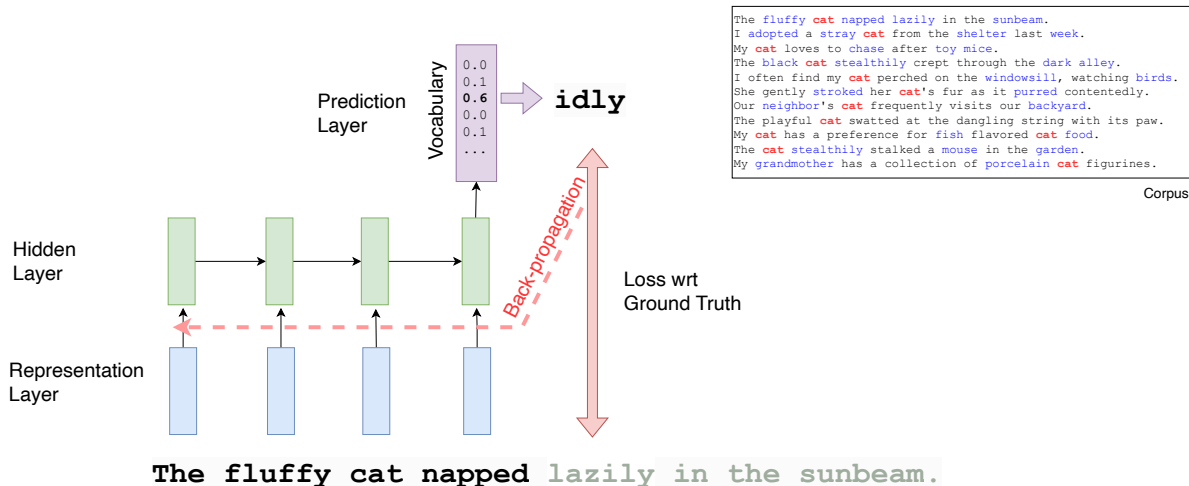 Prediction
Layer
Vocabulary
0.0
0.1
0.6
0.0
0.1
...
idly
Hidden
Layer
Back-propagation
Loss wrt
Ground Truth
Representation
Layer
The fluffy cat napped lazily in the sunbeam.
The fluffy cat napped lazily in the sunbeam.
I adopted a stray cat from the shelter last week.
My cat loves to chase after toy mice.
The black cat stealthily crept through the dark alley.
I often find my cat perched on the windowsill, watching birds.
She gently stroked her cat's fur as it purred contentedly.
Our neighbor's cat frequently visits our backyard.
The playful cat swatted at the dangling string with its paw.
My cat has a preference for fish flavored cat food.
The cat stealthily stalked a mouse in the garden.
My grandmother has a collection of porcelain cat figurines.
Corpus